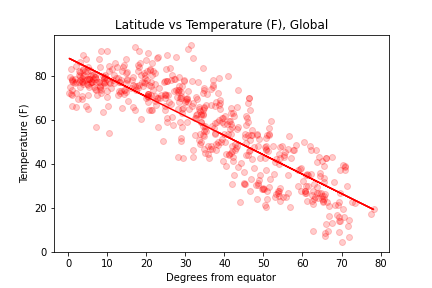 Latitude vs Temperature (F), Global
Temperature (F)
80
60
40
20
0
0 10 20 30 40 50 60 70 80
Degrees from equator